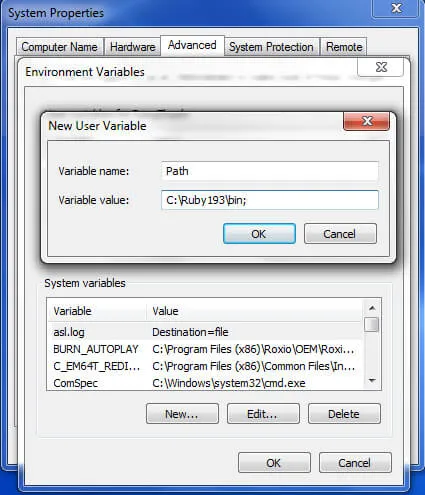 System Properties
Computer Name Hardware Advanced System Protection Remote
Environment Variables
New User Variable
Variable name: Path
Variable value: C:\Ruby193\bin;
OK Cancel
System variables
Variable Value
asl.log Destination=file
BURN_AUTOPLAY C:\Program Files (x86)\Roxio\OEM\Roxi...
C_EM64T_REDI... C:\Program Files (x86)\Common Files\In...
ComSpec C:\Windows\system32\cmd.exe
New... Edit... Delete
OK Cancel